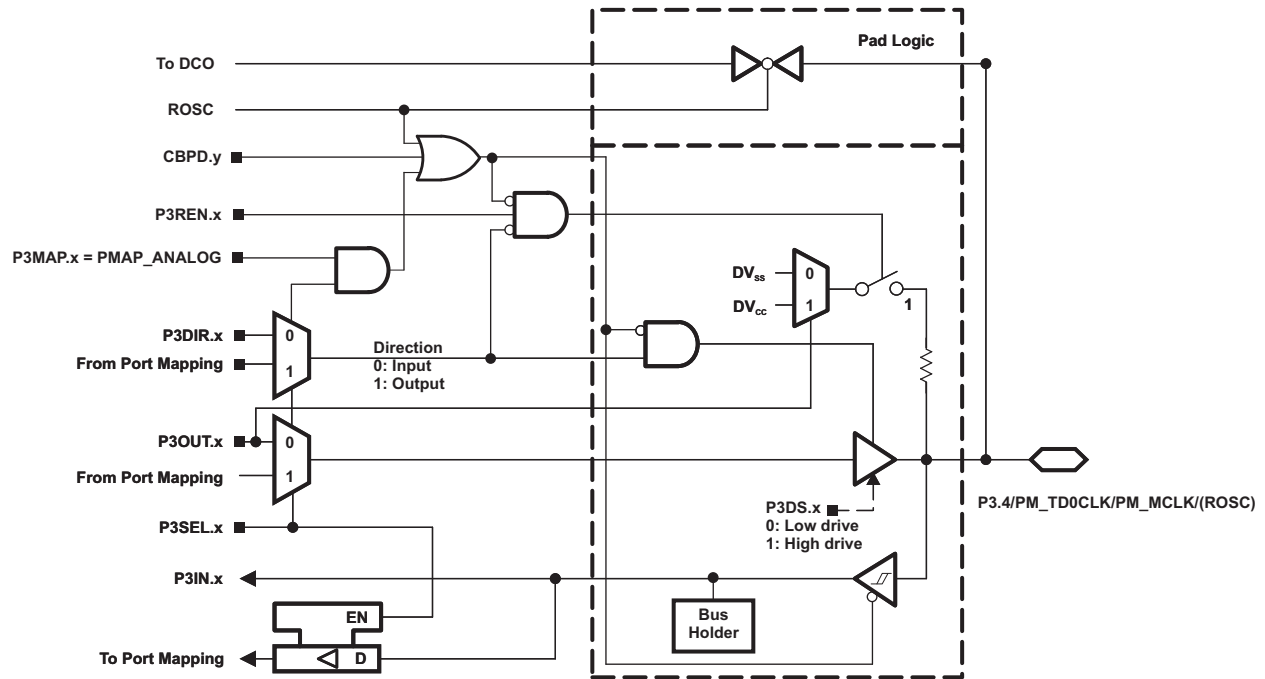 Pad Logic
To DCO
ROSC
CBPD.y
P3REN.x
P3MAP.x = PMAP_ANALOG
DVss
0
DVcc
1
1
P3DIR.x
0
From Port Mapping
1
Direction
0: Input
1: Output
P3OUT.x
0
From Port Mapping
1
P3SEL.x
P3DS.x
0: Low drive
1: High drive
P3.4/PM_TD0CLK/PM_MCLK/(ROSC)
P3IN.x
Bus
Holder
EN
To Port Mapping
D